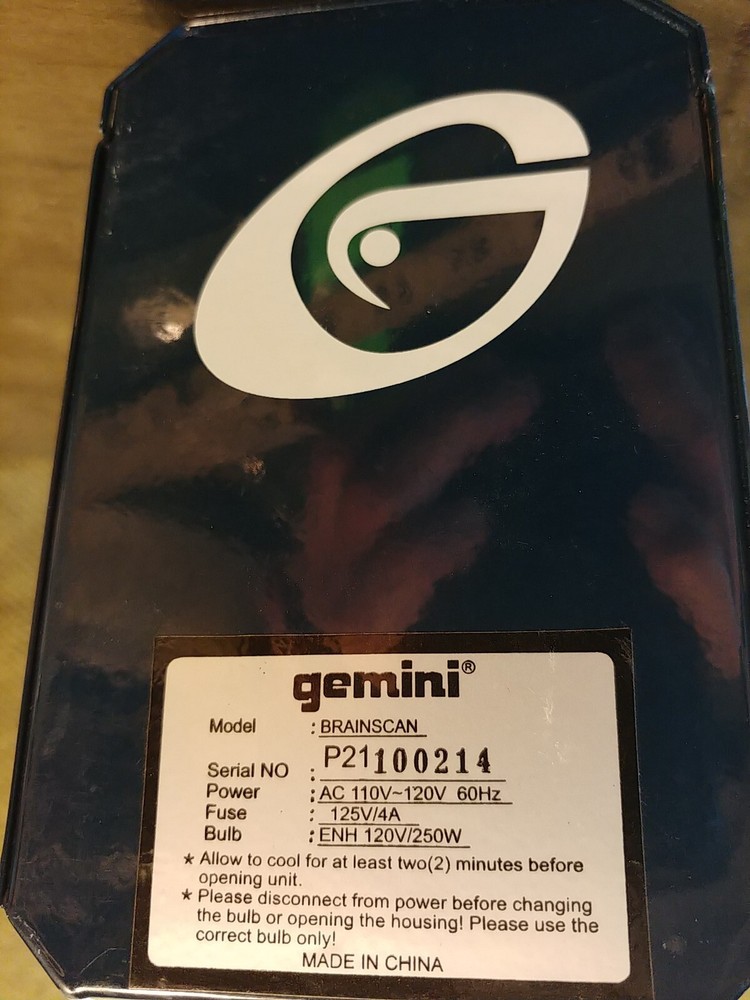 gemini®
Model : BRAINSCAN
Serial NO : P21100214
Power : AC 110V~120V 60Hz
Fuse : 125V/4A
Bulb : ENH 120V/250W
* Allow to cool for at least two(2) minutes before
opening unit.
* Please disconnect from power before changing
the bulb or opening the housing! Please use the
correct bulb only!
MADE IN CHINA